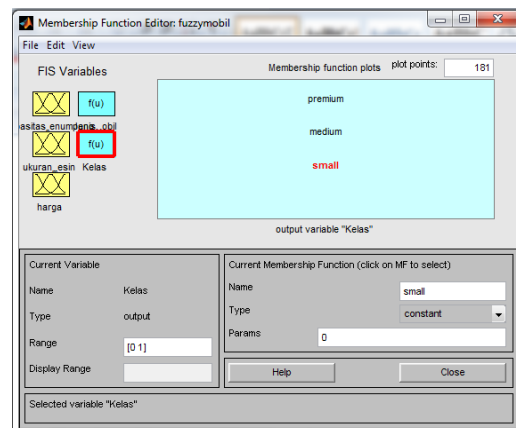 Membership Function Editor: fuzzymobil
File Edit View
FIS Variables
Membership function plots plot points: 181
f(u)
f(u)
ukuran_esin Kelas
harga
premium
medium
small
output variable "Kelas"
Current Variable
Name Kelas
Type output
Range [0 1]
Display Range
Current Membership Function (click on MF to select)
Name small
Type constant
Params 0
Help Close
Selected variable "Kelas"